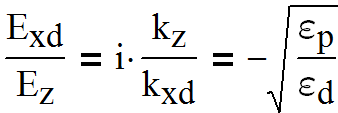 E_xd / E_z = i · k_z / k_xd = −√(ε_p / ε_d)